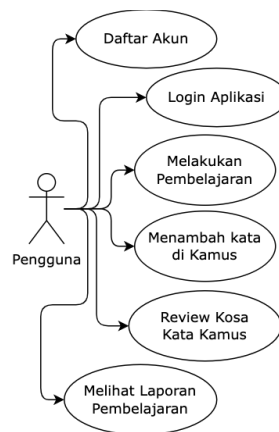 Daftar Akun
Login Aplikasi
Melakukan
Pembelajaran
Pengguna
Menambah kata
di Kamus
Review Kosa
Kata Kamus
Melihat Laporan
Pembelajaran